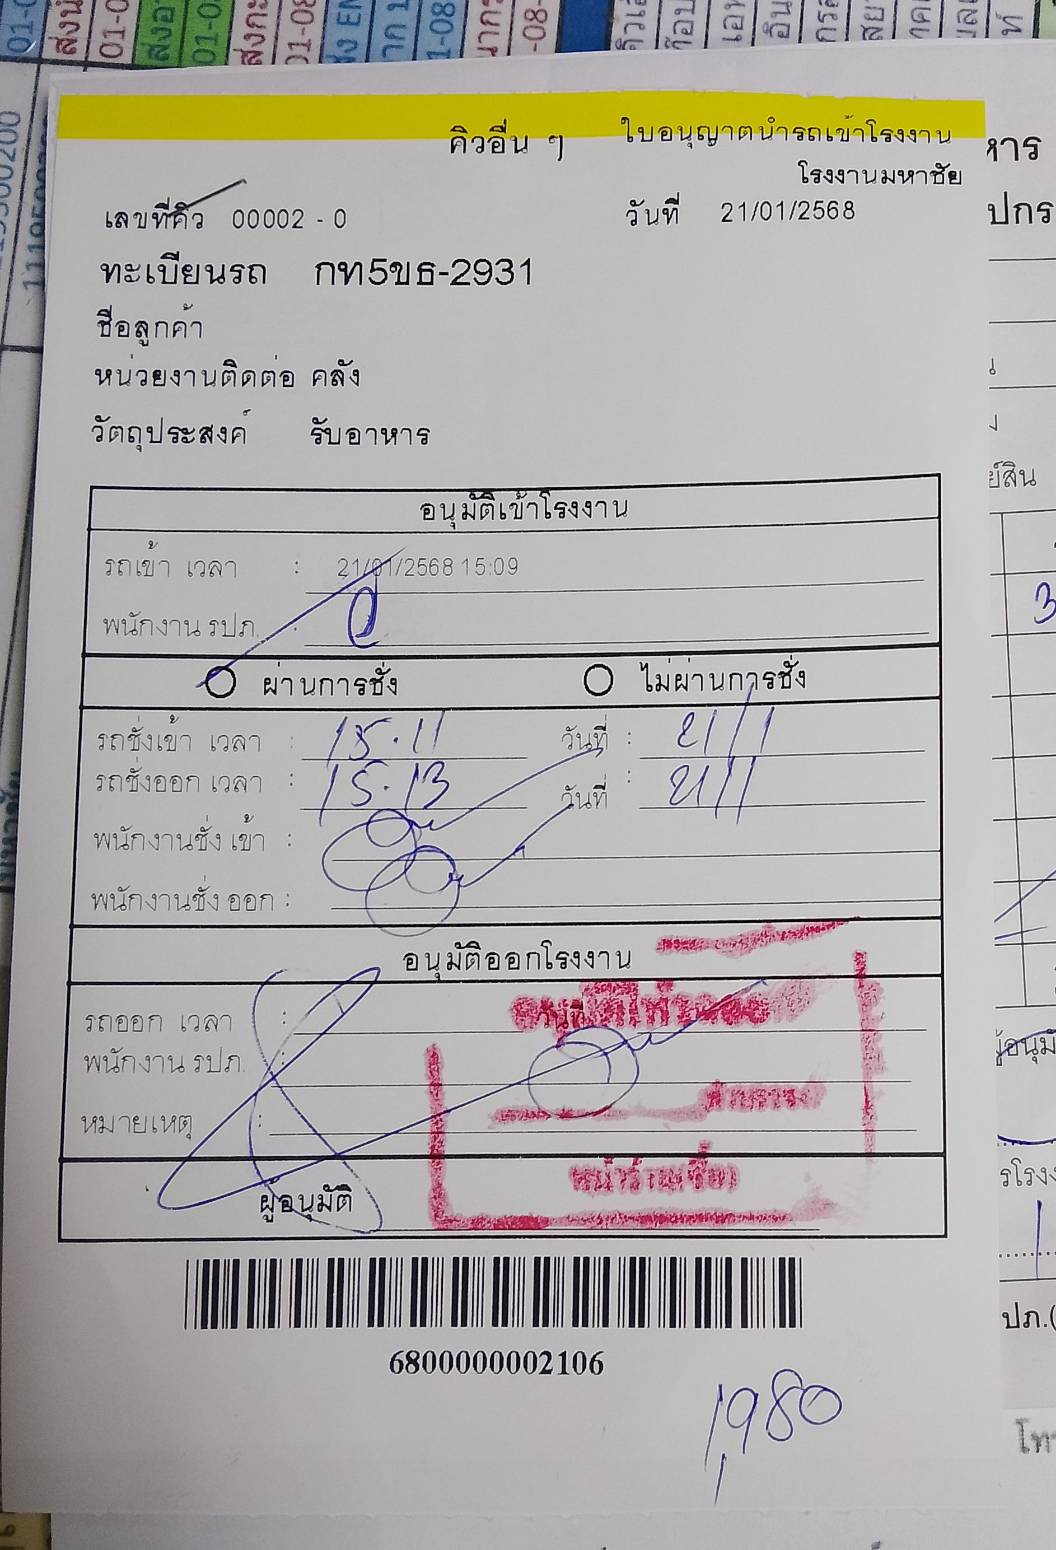 คิวอื่น ๆ ใบอนุญาตนำรถเข้าโรงงาน
โรงงานมหาชัย
เลขที่คิว 00002 - 0 วันที่ 21/01/2568
ทะเบียนรถ กท5ขธ-2931
ชื่อลูกค้า
หน่วยงานติดต่อ คลัง
วัตถุประสงค์ รับอาหาร
อนุมัติเข้าโรงงาน
รถเข้า เวลา : 21/01/2568 15:09
พนักงาน รปภ. :
ผ่านการชั่ง ไม่ผ่านการชั่ง
รถชั่งเข้า เวลา : 15.11 วันที่ : 21/1
รถชั่งออก เวลา : 15.13 วันที่ : 21/1
พนักงานชั่ง เข้า :
พนักงานชั่ง ออก :
อนุมัติออกโรงงาน
รถออก เวลา : วันที่
พนักงาน รปภ. :
หมายเหตุ :
ผู้อนุมัติ
6800000002106
1,980